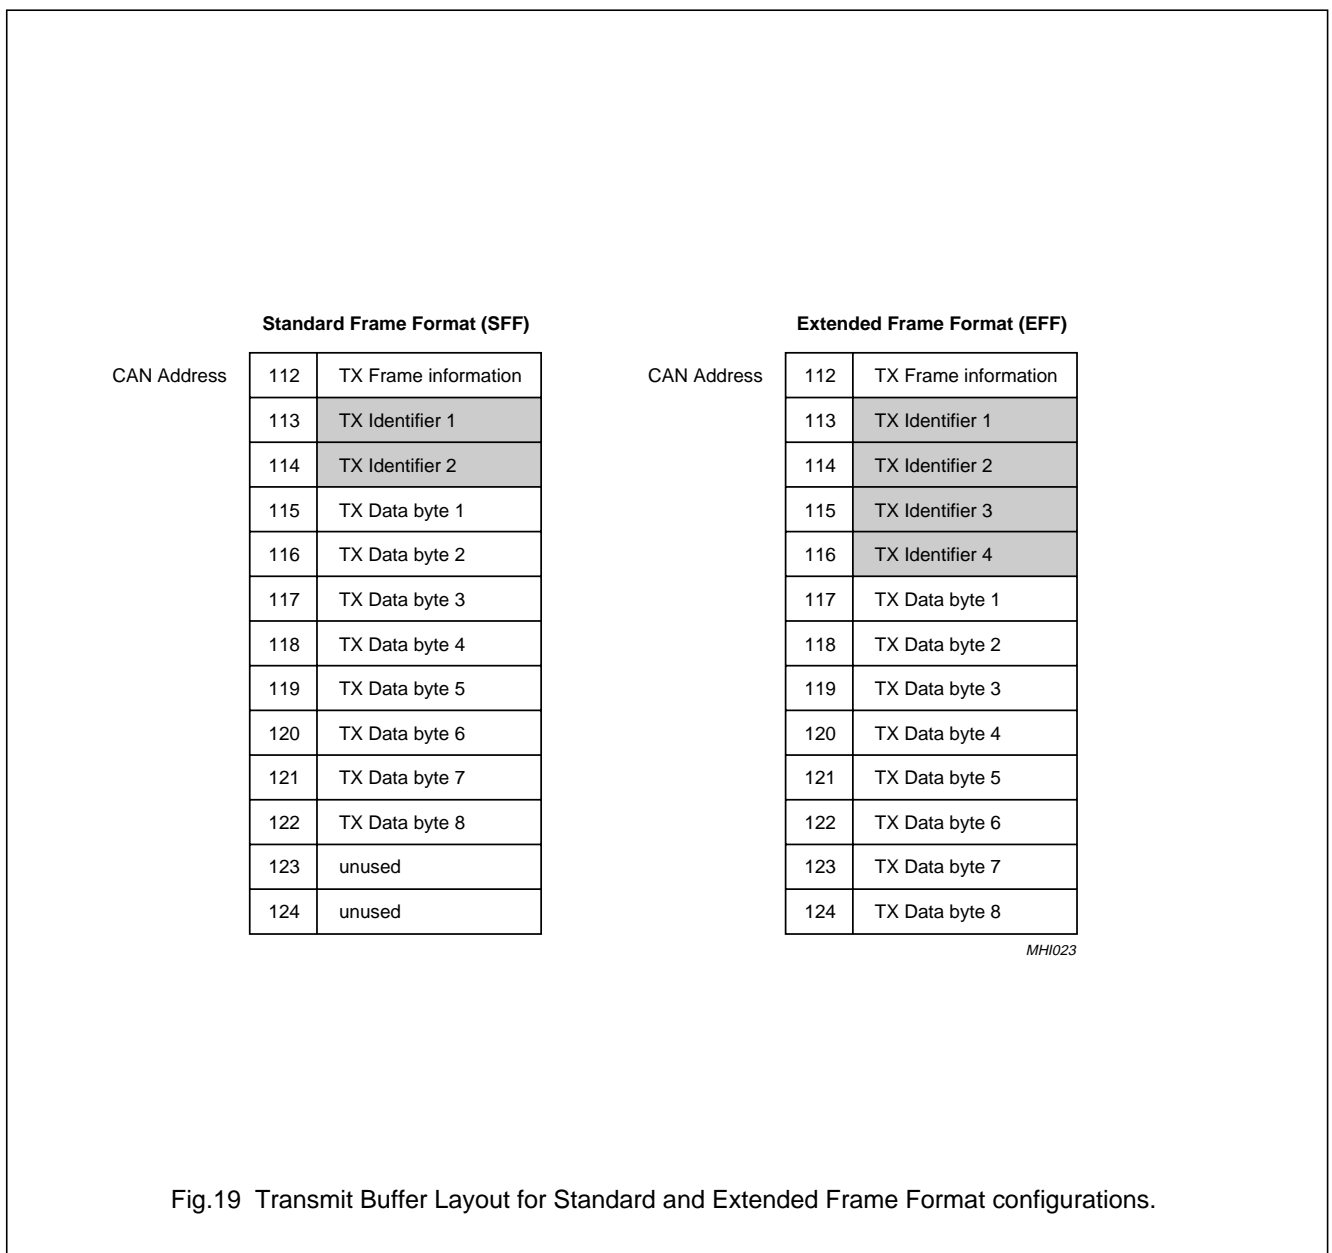 Standard Frame Format (SFF)
CAN Address 112 TX Frame information
113 TX Identifier 1
114 TX Identifier 2
115 TX Data byte 1
116 TX Data byte 2
117 TX Data byte 3
118 TX Data byte 4
119 TX Data byte 5
120 TX Data byte 6
121 TX Data byte 7
122 TX Data byte 8
123 unused
124 unused
Extended Frame Format (EFF)
CAN Address 112 TX Frame information
113 TX Identifier 1
114 TX Identifier 2
115 TX Identifier 3
116 TX Identifier 4
117 TX Data byte 1
118 TX Data byte 2
119 TX Data byte 3
120 TX Data byte 4
121 TX Data byte 5
122 TX Data byte 6
123 TX Data byte 7
124 TX Data byte 8
MHI023
Fig.19 Transmit Buffer Layout for Standard and Extended Frame Format configurations.